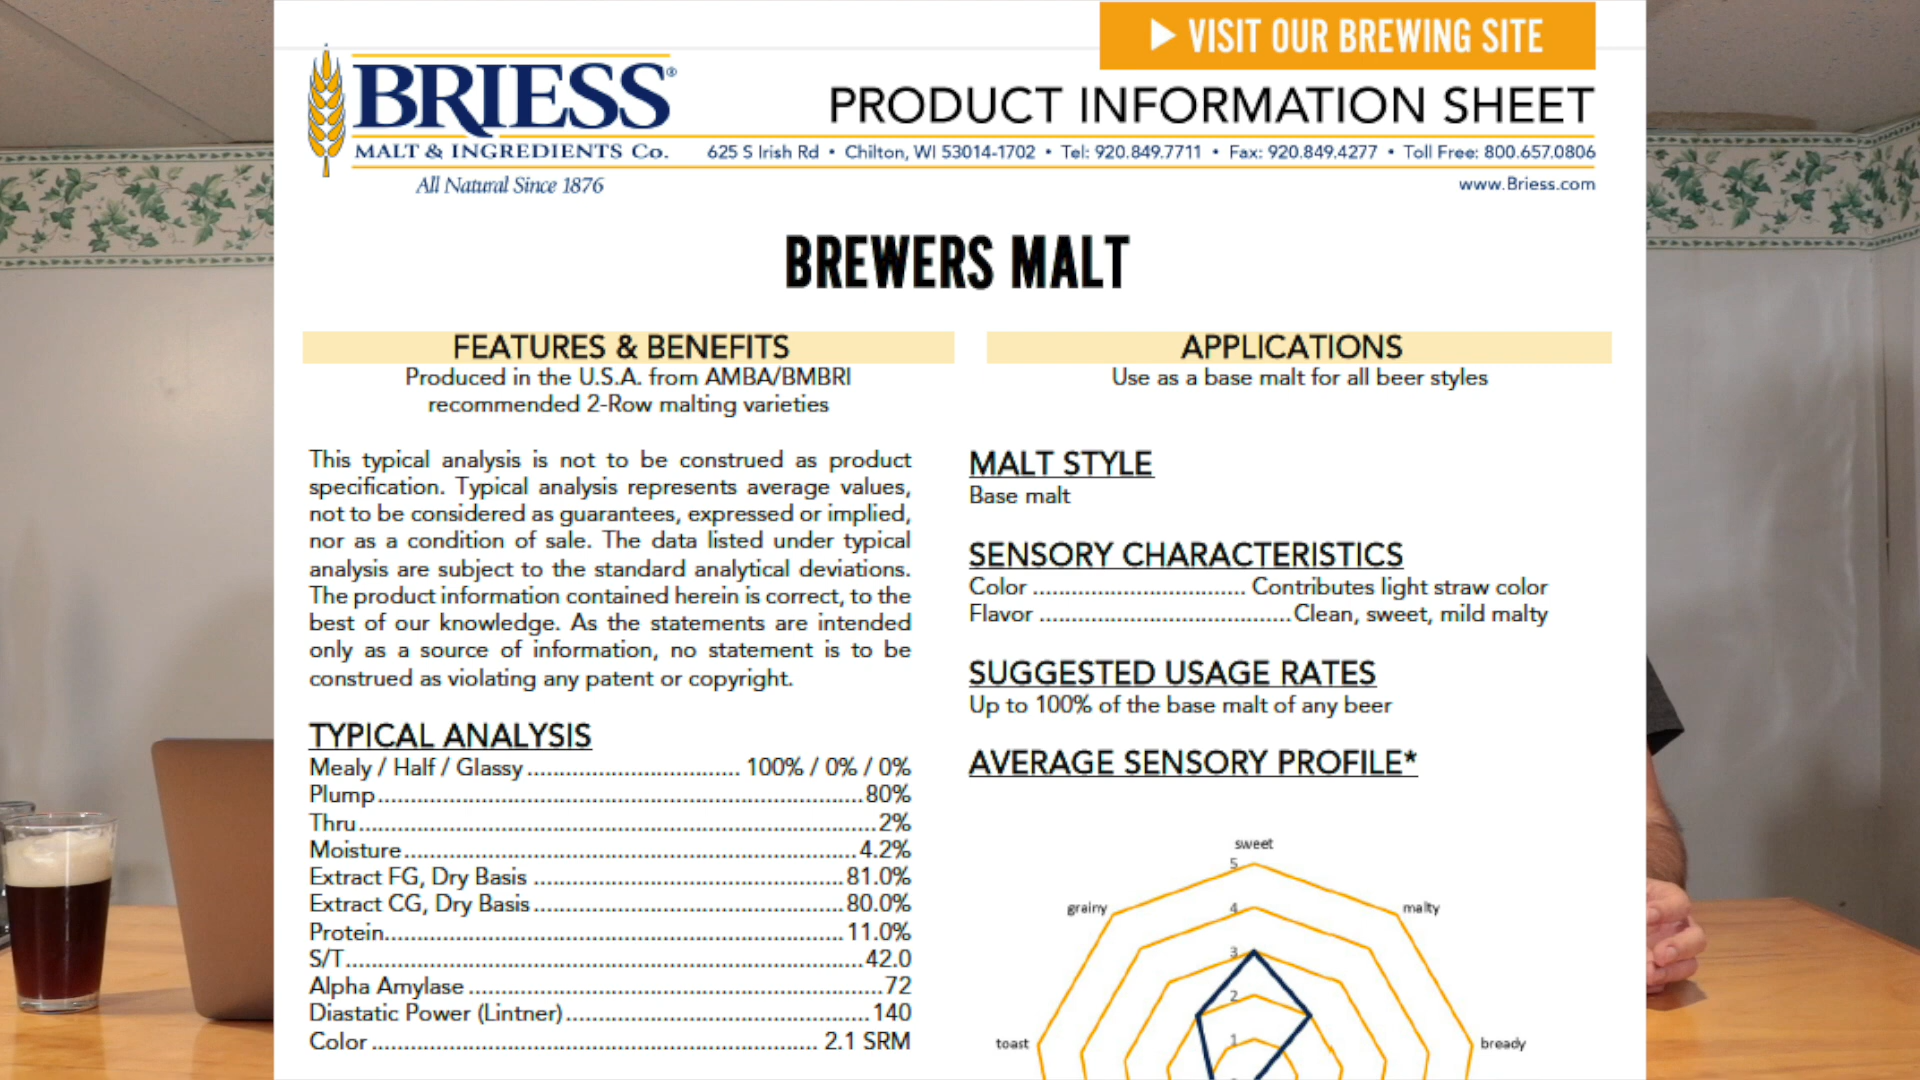 VISIT OUR BREWING SITE
BRIESS®
MALT & INGREDIENTS Co.
All Natural Since 1876
PRODUCT INFORMATION SHEET
625 S Irish Rd • Chilton, WI 53014-1702 • Tel: 920.849.7711 • Fax: 920.849.4277 • Toll Free: 800.657.0806
www.Briess.com
BREWERS MALT
FEATURES & BENEFITS
Produced in the U.S.A. from AMBA/BMBRI
recommended 2-Row malting varieties
This typical analysis is not to be construed as product
specification. Typical analysis represents average values,
not to be considered as guarantees, expressed or implied,
nor as a condition of sale. The data listed under typical
analysis are subject to the standard analytical deviations.
The product information contained herein is correct, to the
best of our knowledge. As the statements are intended
only as a source of information, no statement is to be
construed as violating any patent or copyright.
TYPICAL ANALYSIS
Mealy / Half / Glassy ................................. 100% / 0% / 0%
Plump............................................................................80%
Thru.................................................................................2%
Moisture.......................................................................4.2%
Extract FG, Dry Basis ................................................81.0%
Extract CG, Dry Basis ................................................80.0%
Protein.......................................................................11.0%
S/T................................................................................42.0
Alpha Amylase ................................................................72
Diastatic Power (Lintner)...............................................140
Color ..................................................................... 2.1 SRM
APPLICATIONS
Use as a base malt for all beer styles
MALT STYLE
Base malt
SENSORY CHARACTERISTICS
Color ................................. Contributes light straw color
Flavor .......................................Clean, sweet, mild malty
SUGGESTED USAGE RATES
Up to 100% of the base malt of any beer
AVERAGE SENSORY PROFILE*
sweet
5
grainy
4
malty
3
2
toast
1
bready